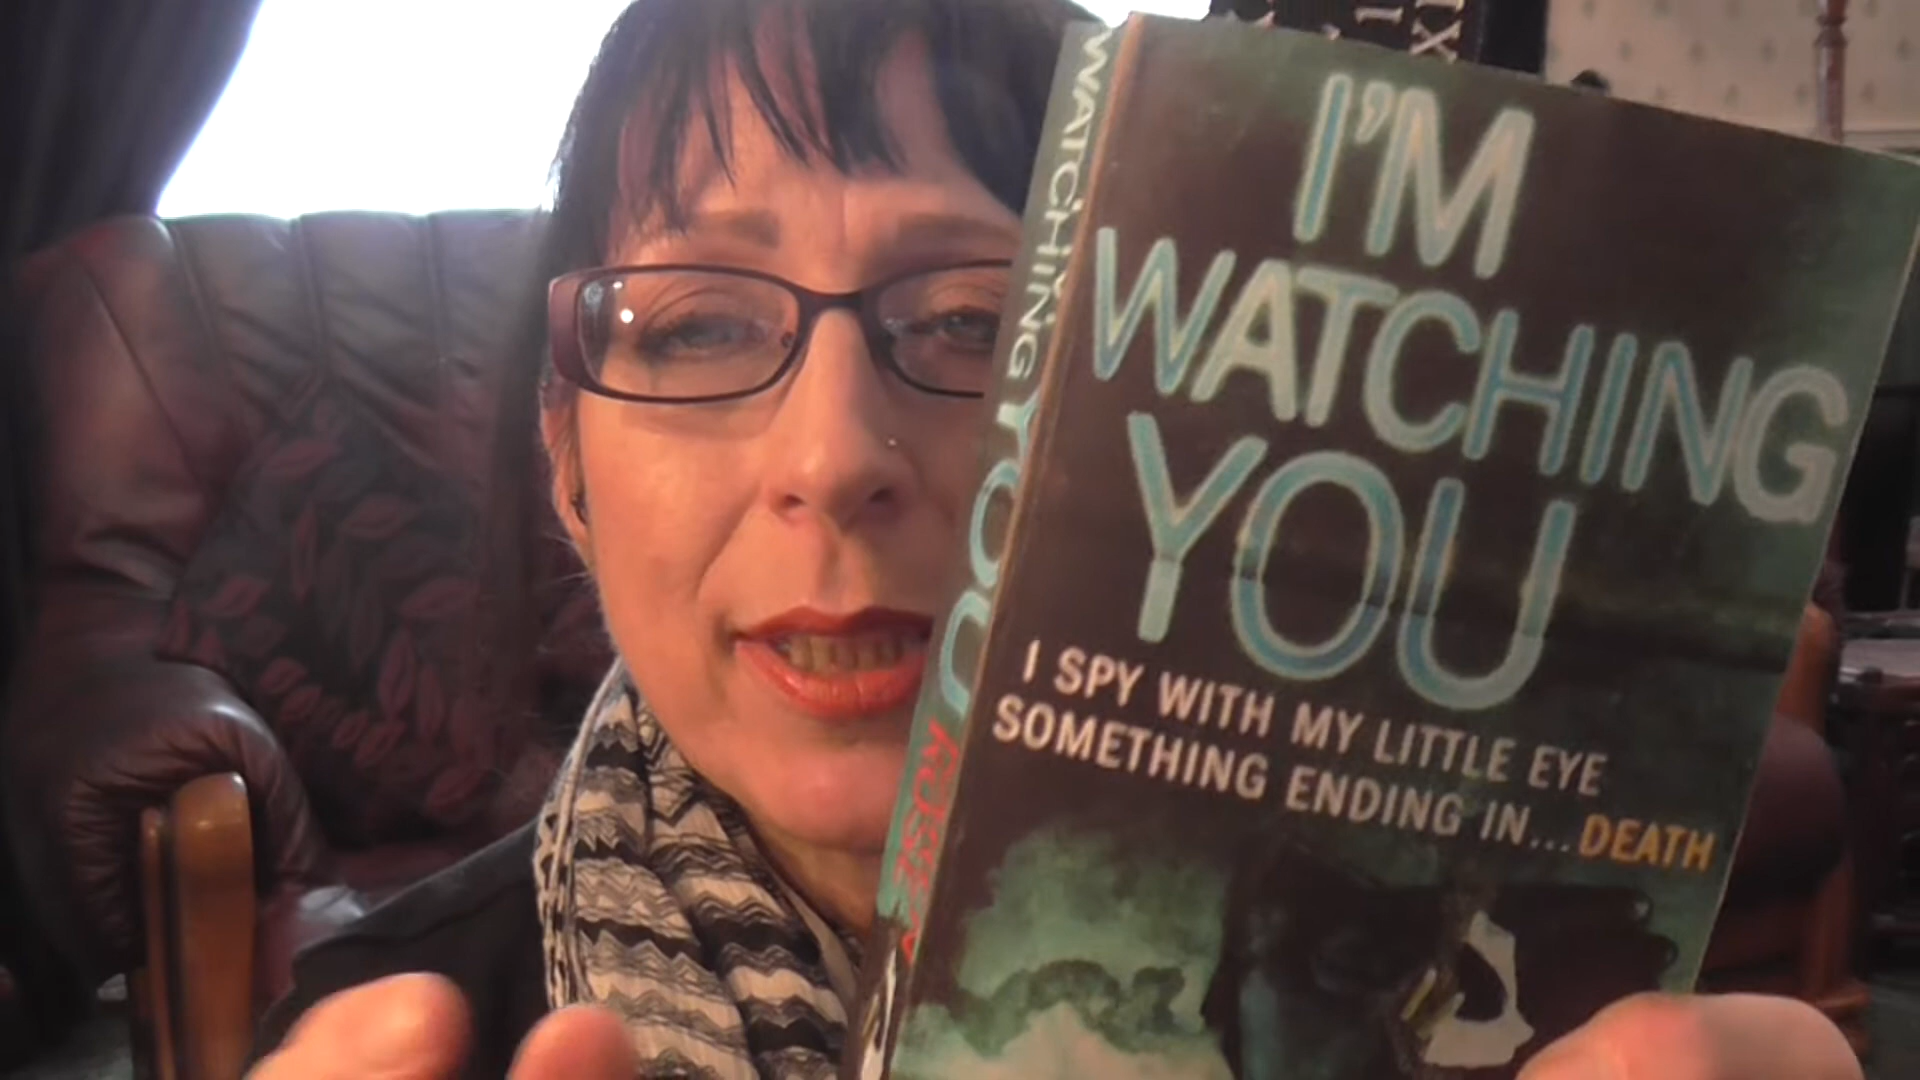 I'M
WATCHING
YOU
I SPY WITH MY LITTLE EYE
SOMETHING ENDING IN...DEATH
WATCHING YOU